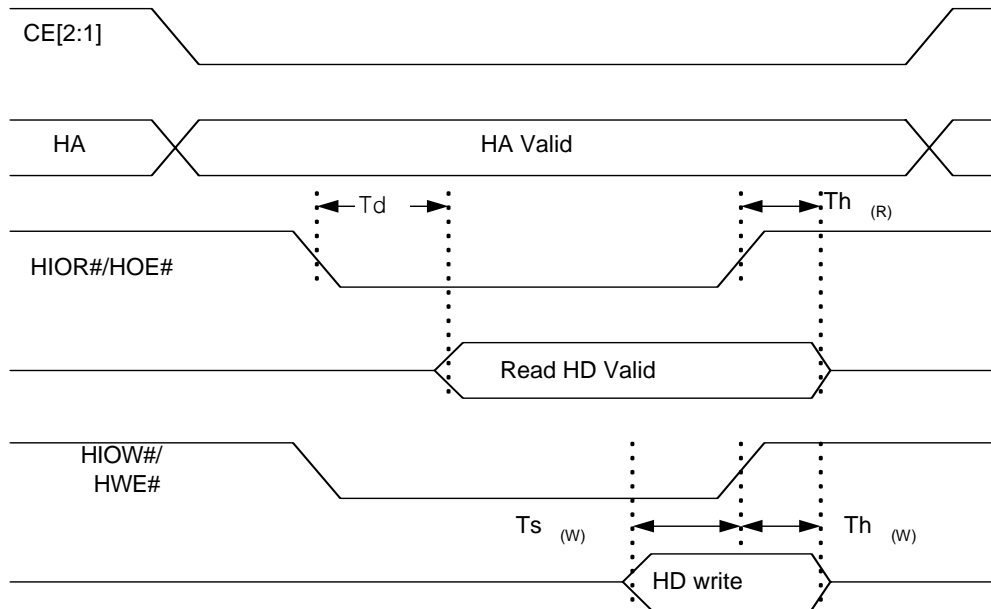 CE[2:1]
HA
HA Valid
Td
Th (R)
HIOR#/HOE#
Read HD Valid
HIOW#/
HWE#
Ts (W)
Th (W)
HD write